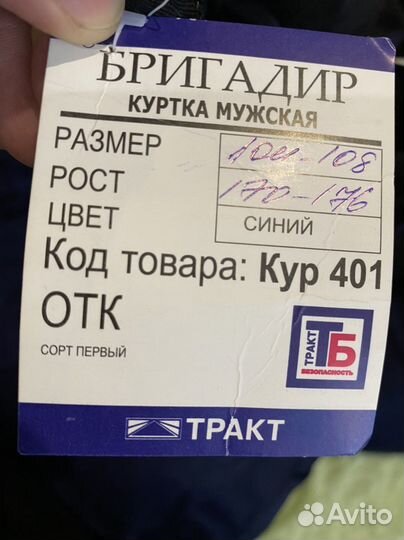 БРИГАДИР
КУРТКА МУЖСКАЯ
РАЗМЕР 104-108
РОСТ 170-176
ЦВЕТ СИНИЙ
Код товара: Кур 401
ОТК
СОРТ ПЕРВЫЙ
ТРАКТ
ТБ
БЕЗОПАСНОСТЬ
ТРАКТ
Avito